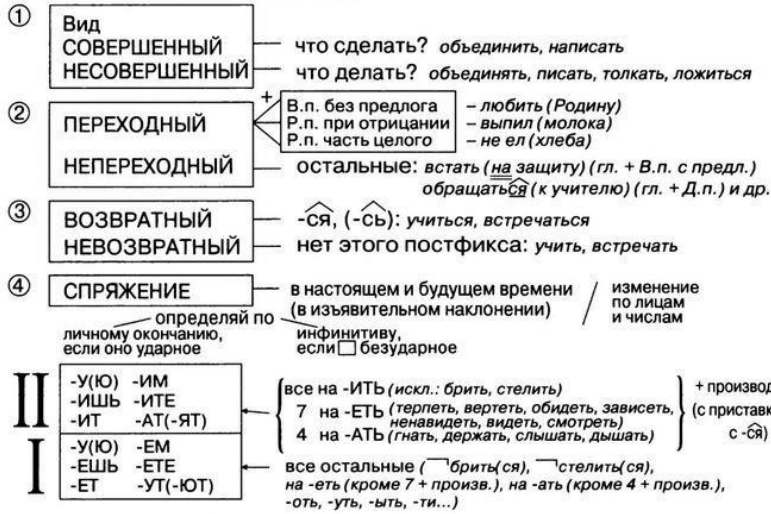 ① Вид
СОВЕРШЕННЫЙ — что сделать? объединить, написать
НЕСОВЕРШЕННЫЙ — что делать? объединять, писать, толкать, ложиться
+
② ПЕРЕХОДНЫЙ
В.п. без предлога – любить (Родину)
Р.п. при отрицании – выпил (молока)
Р.п. часть целого – не ел (хлеба)
НЕПЕРЕХОДНЫЙ — остальные: встать (на защиту) (гл. + В.п. с предл.)
обращаться (к учителю) (гл. + Д.п.) и др.
③ ВОЗВРАТНЫЙ — -ся, (-сь): учиться, встречаться
НЕВОЗВРАТНЫЙ — нет этого постфикса: учить, встречать
④ СПРЯЖЕНИЕ — в настоящем и будущем времени / изменение
(в изъявительном наклонении) по лицам
и числам
определяй по
личному окончанию, инфинитиву,
если оно ударное если □ безударное
II
-У(Ю) -ИМ
-ИШЬ -ИТЕ
-ИТ -АТ(-ЯТ)
все на -ИТЬ (искл.: брить, стелить)
7 на -ЕТЬ (терпеть, вертеть, обидеть, зависеть,
ненавидеть, видеть, смотреть)
4 на -АТЬ (гнать, держать, слышать, дышать)
+ производ
(с приставк
с -ся)
I
-У(Ю) -ЕМ
-ЕШЬ -ЕТЕ
-ЕТ -УТ(-ЮТ)
все остальные (¬брить(ся), ¬стелить(ся),
на -еть (кроме 7 + произв.), на -ать (кроме 4 + произв.),
-оть, -уть, -ыть, -ти...)